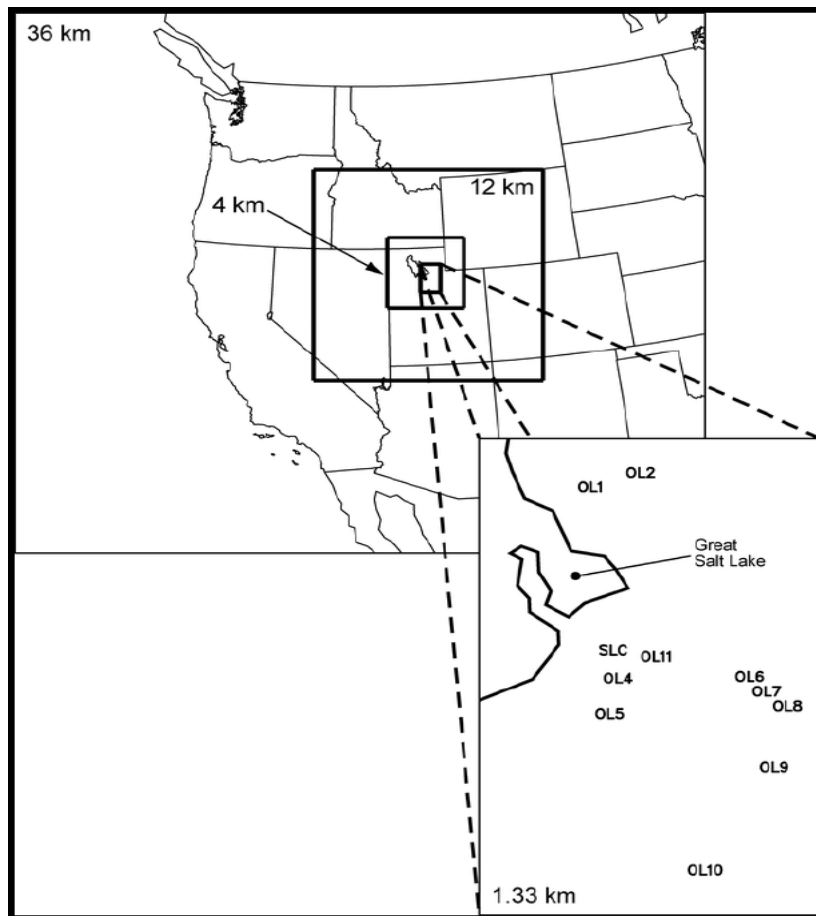 36 km
12 km
4 km
OL1
OL2
Great
Salt Lake
SLC
OL11
OL4
OL5
OL6
OL7
OL8
OL9
OL10
1.33 km